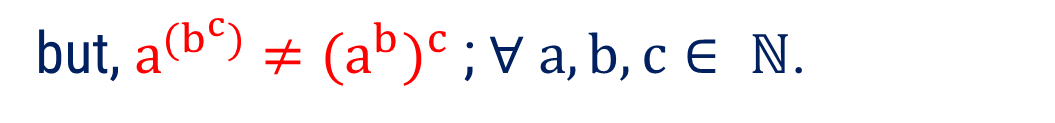 but, a^(b^c) ≠ (a^b)^c ; ∀ a, b, c ∈ ℕ.